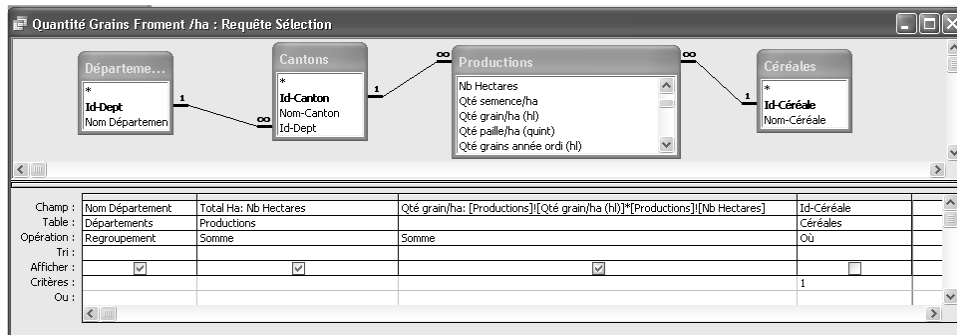 Quantité Grains Froment /ha : Requête Sélection
Départeme...
*
Id-Dept
Nom Départemen
1
∞
Cantons
*
Id-Canton
Nom-Canton
Id-Dept
1
∞
Productions
Nb Hectares
Qté semence/ha
Qté grain/ha (hl)
Qté paille/ha (quint)
Qté grains année ordi (hl)
∞
1
Céréales
*
Id-Céréale
Nom-Céréale
Champ : Nom Département Total Ha: Nb Hectares Qté grain/ha: [Productions]![Qté grain/ha (hl)]*[Productions]![Nb Hectares] Id-Céréale
Table : Départements Productions Céréales
Opération : Regroupement Somme Somme Où
Tri :
Afficher :
Critères : 1
Ou :